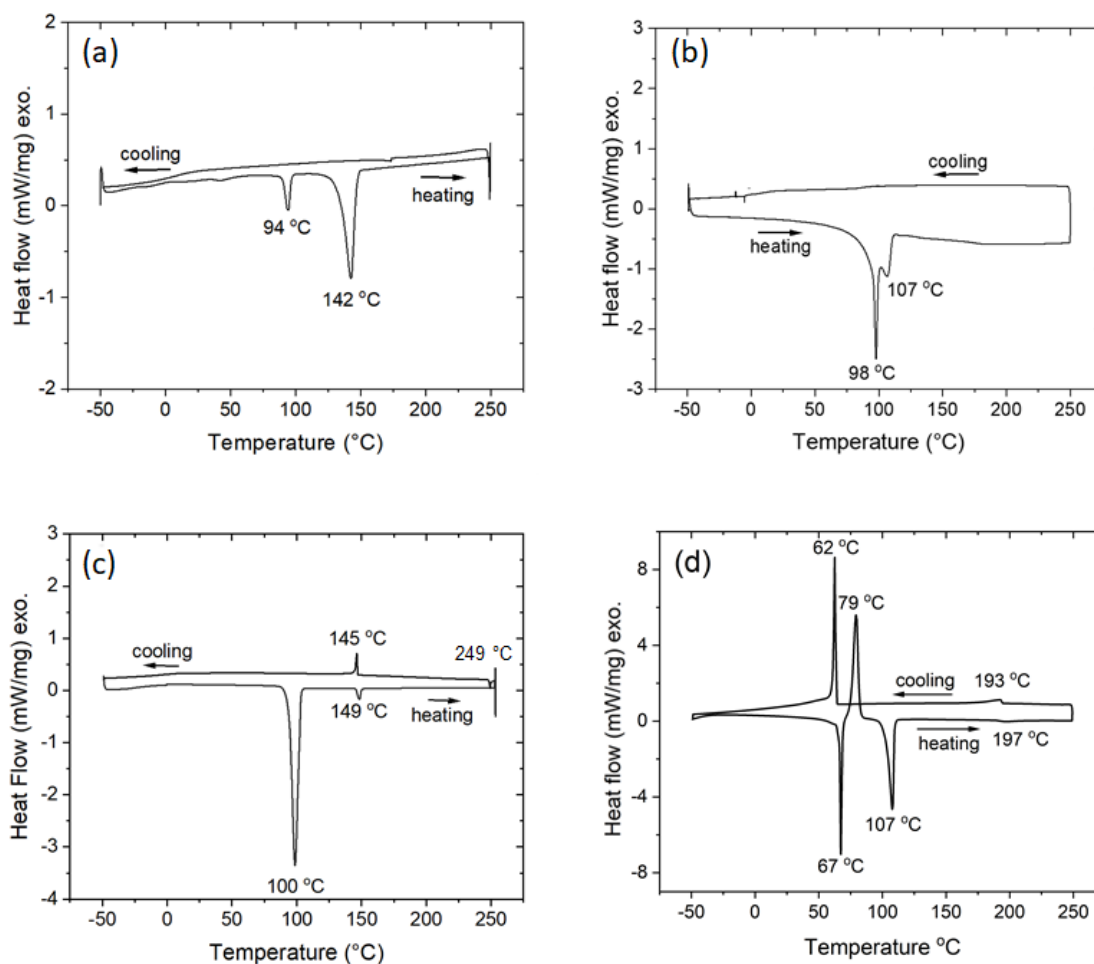 (a)
Heat flow (mW/mg) exo.
2
1
0
-1
-2
cooling
heating
94 °C
142 °C
-50 0 50 100 150 200 250
Temperature (°C)
(b)
Heat flow (mW/mg) exo.
3
2
1
0
-1
-2
-3
cooling
heating
107 °C
98 °C
-50 0 50 100 150 200 250
Temperature (°C)
(c)
Heat Flow (mW/mg) exo.
3
2
1
0
-1
-2
-3
-4
145 °C
249 °C
cooling
149 °C
heating
100 °C
-50 0 50 100 150 200 250
Temperature (°C)
(d)
Heat flow (mW/mg) exo.
8
4
0
-4
-8
62 °C
79 °C
cooling
193 °C
heating
197 °C
107 °C
67 °C
-50 0 50 100 150 200 250
Temperature °C